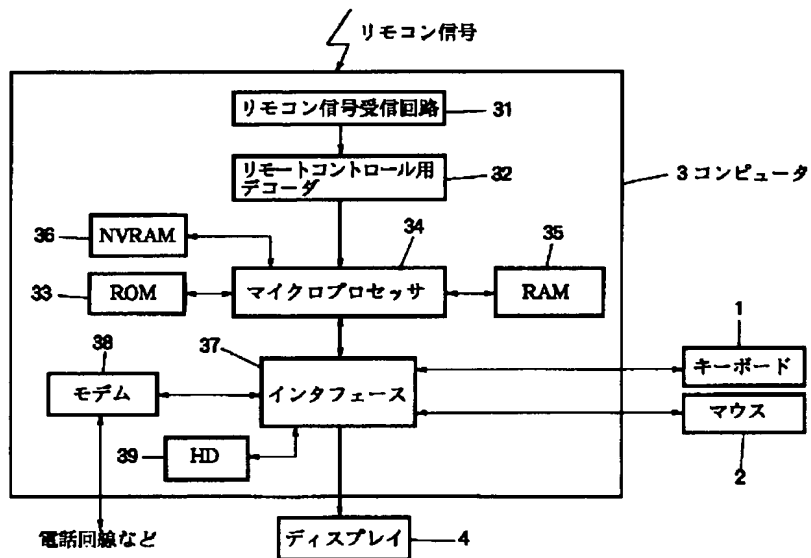 リモコン信号
リモコン信号受信回路
31
リモートコントロール用
デコーダ
32
3 コンピュータ
36
NVRAM
34
35
33
ROM
マイクロプロセッサ
RAM
38
37
1
モデム
インタフェース
キーボード
マウス
39
HD
2
電話回線など
ディスプレイ
4